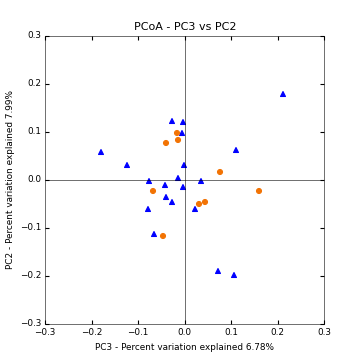 PCoA - PC3 vs PC2
0.3
0.2
0.1
0.0
−0.1
−0.2
−0.3
PC2 - Percent variation explained 7.99%
−0.3 −0.2 −0.1 0.0 0.1 0.2 0.3
PC3 - Percent variation explained 6.78%